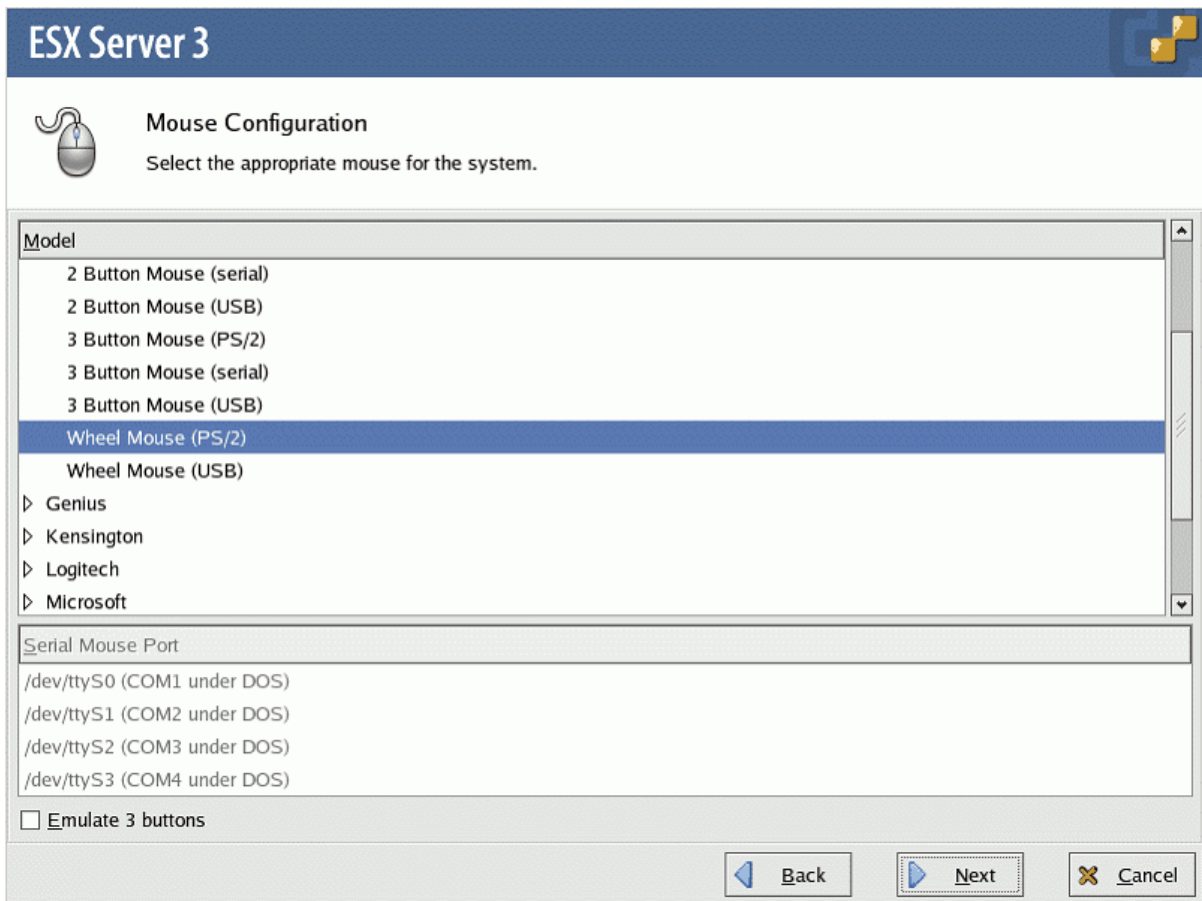 ESX Server 3
Mouse Configuration
Select the appropriate mouse for the system.
Model
2 Button Mouse (serial)
2 Button Mouse (USB)
3 Button Mouse (PS/2)
3 Button Mouse (serial)
3 Button Mouse (USB)
Wheel Mouse (PS/2)
Wheel Mouse (USB)
Genius
Kensington
Logitech
Microsoft
Serial Mouse Port
/dev/ttyS0 (COM1 under DOS)
/dev/ttyS1 (COM2 under DOS)
/dev/ttyS2 (COM3 under DOS)
/dev/ttyS3 (COM4 under DOS)
Emulate 3 buttons
Back Next Cancel